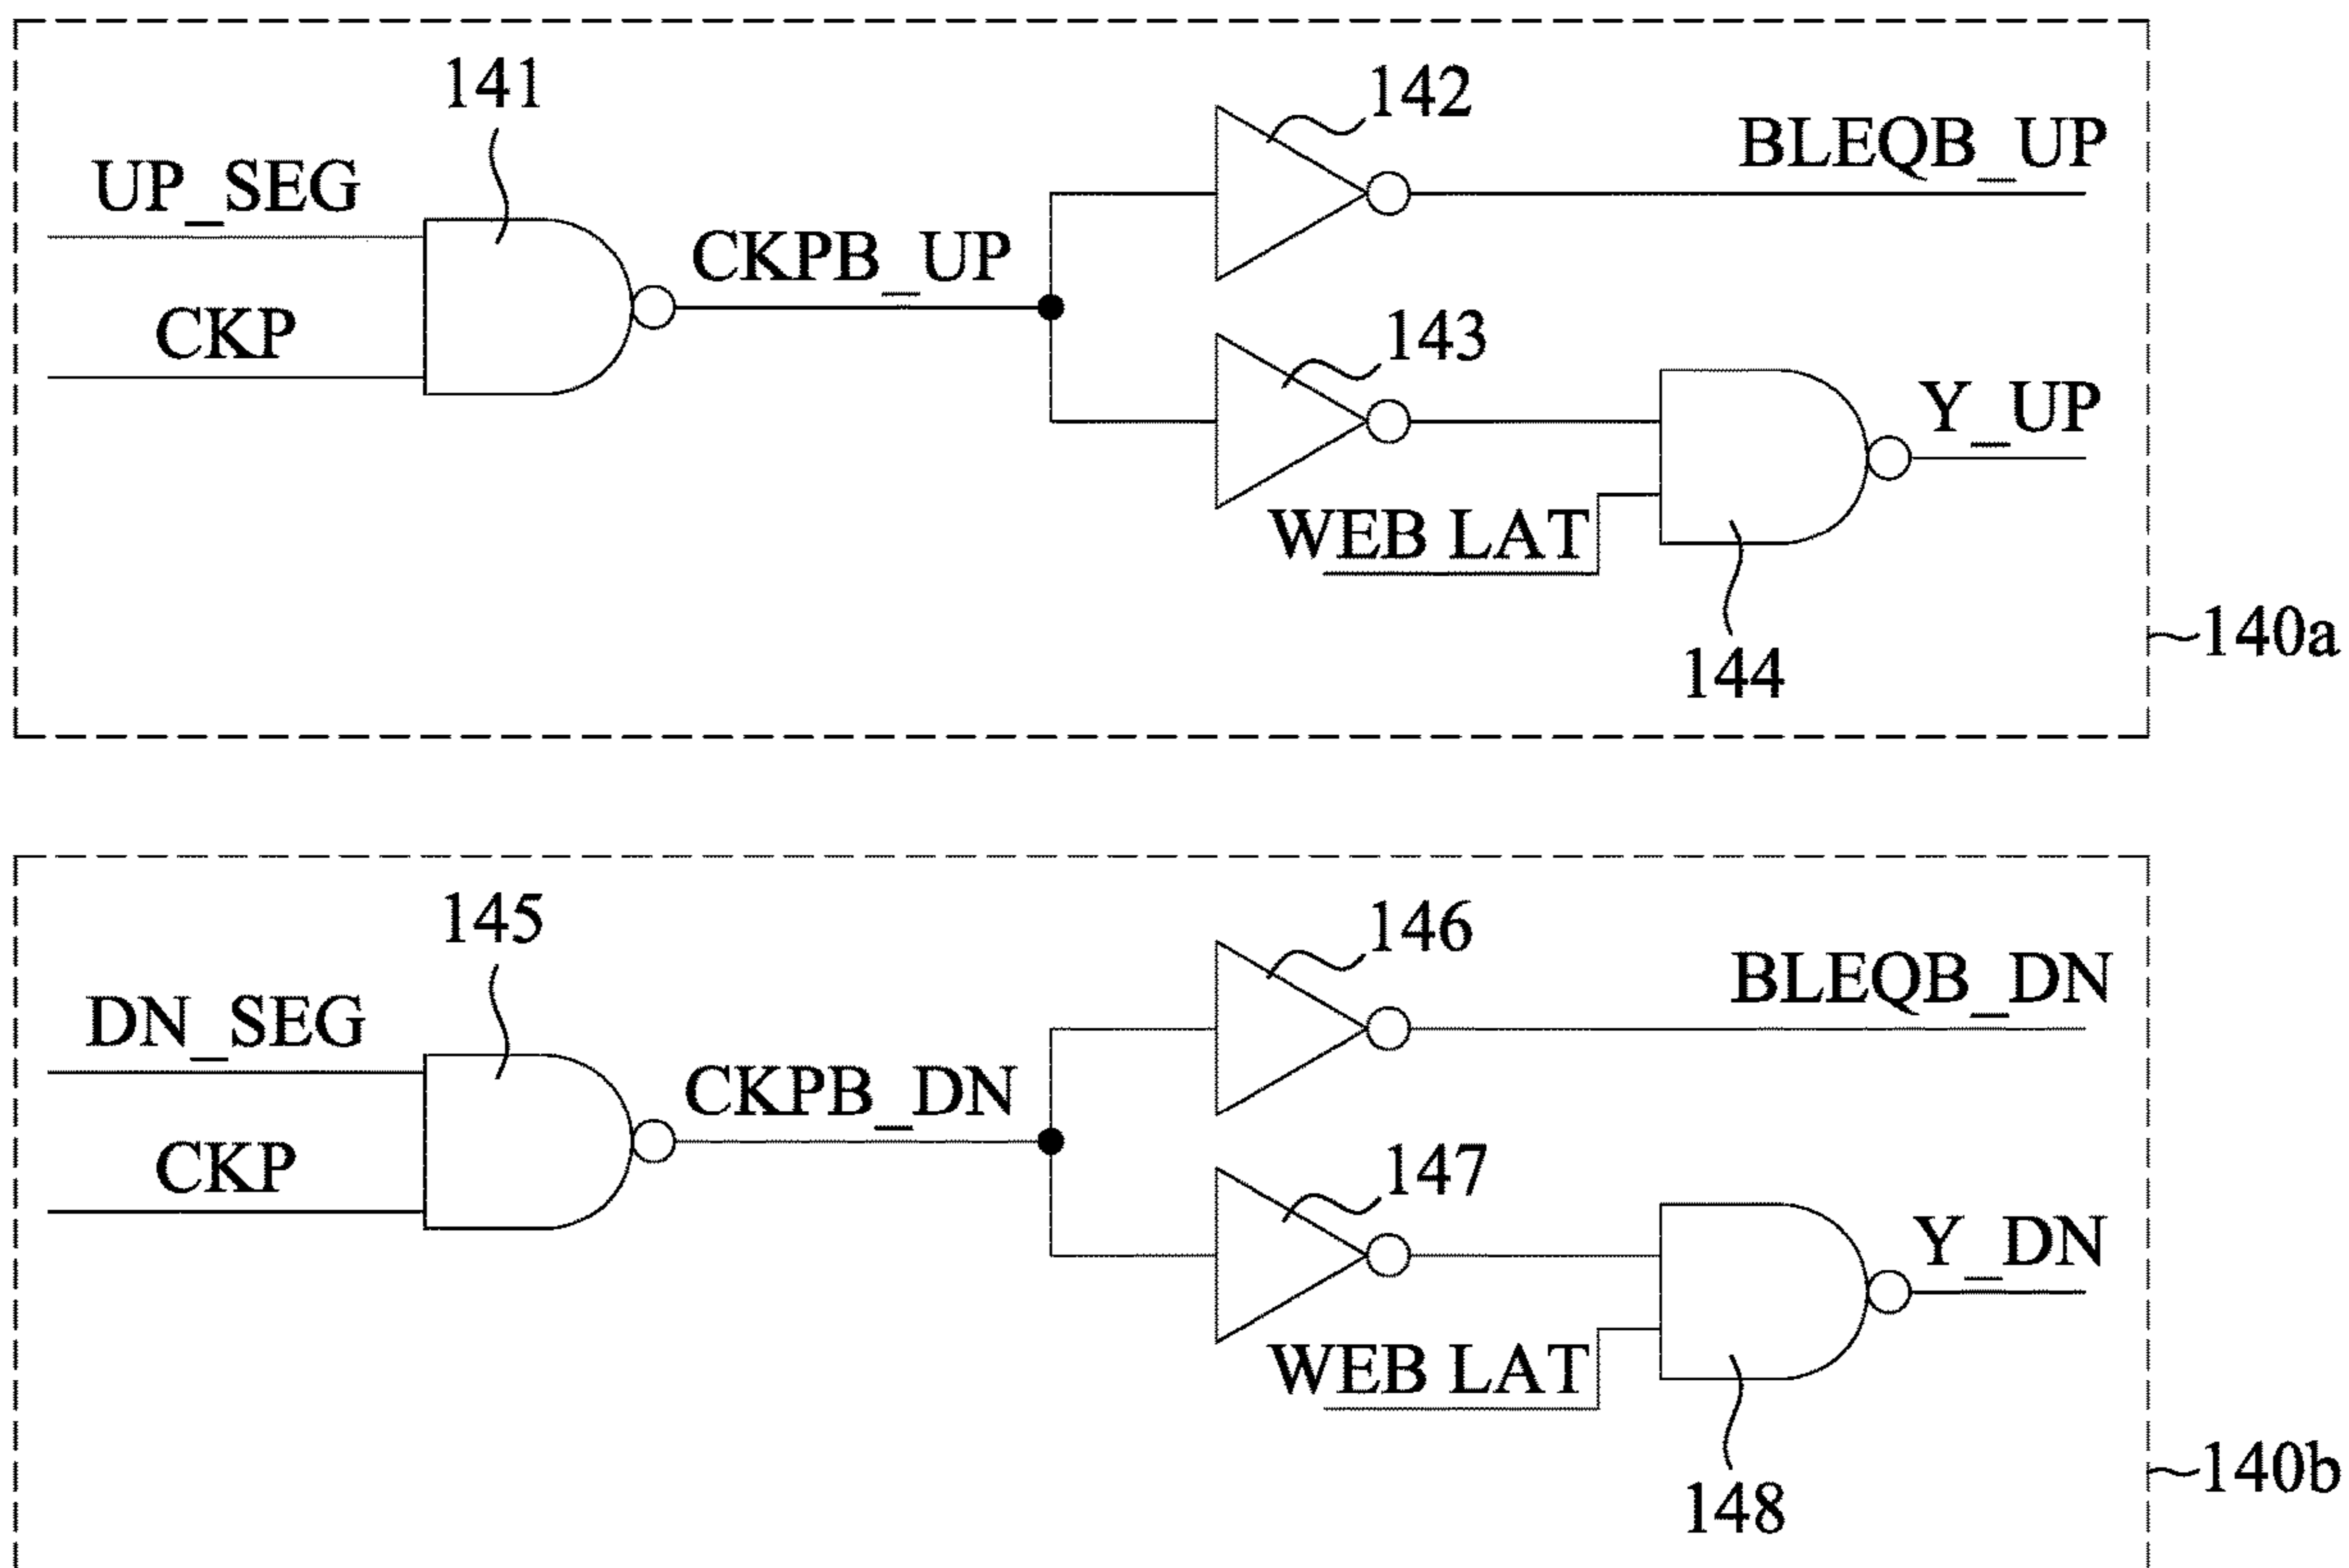 141
142
BLEQB_UP
UP_SEG
CKPB_UP
CKP
143
Y_UP
WEB LAT
140a
144
145
146
BLEQB_DN
DN_SEG
CKPB_DN
CKP
147
Y_DN
WEB LAT
140b
148